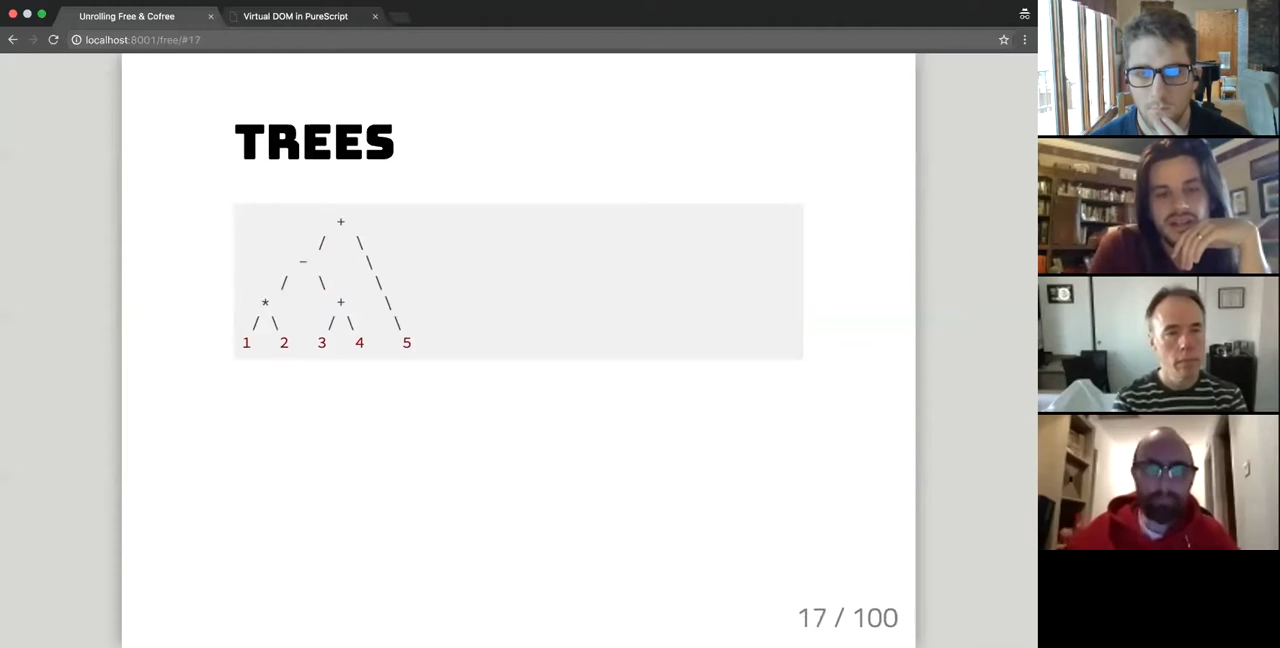 Unrolling Free & Cofree
Virtual DOM in PureScript
localhost:8001/free/#17
TREES
+
/ \
- \
/ \ \
* + \
/ \ / \ \
1 2 3 4 5
17 / 100